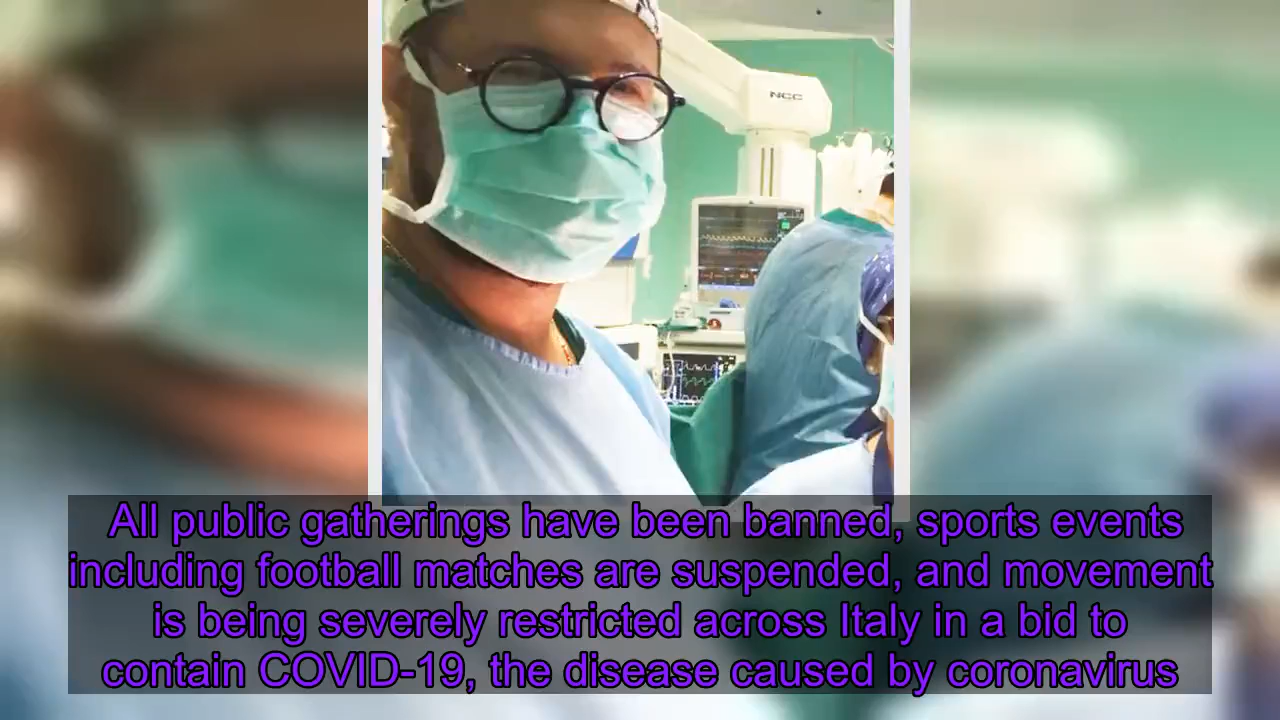 NCC
All public gatherings have been banned, sports events
including football matches are suspended, and movement
is being severely restricted across Italy in a bid to
contain COVID-19, the disease caused by coronavirus